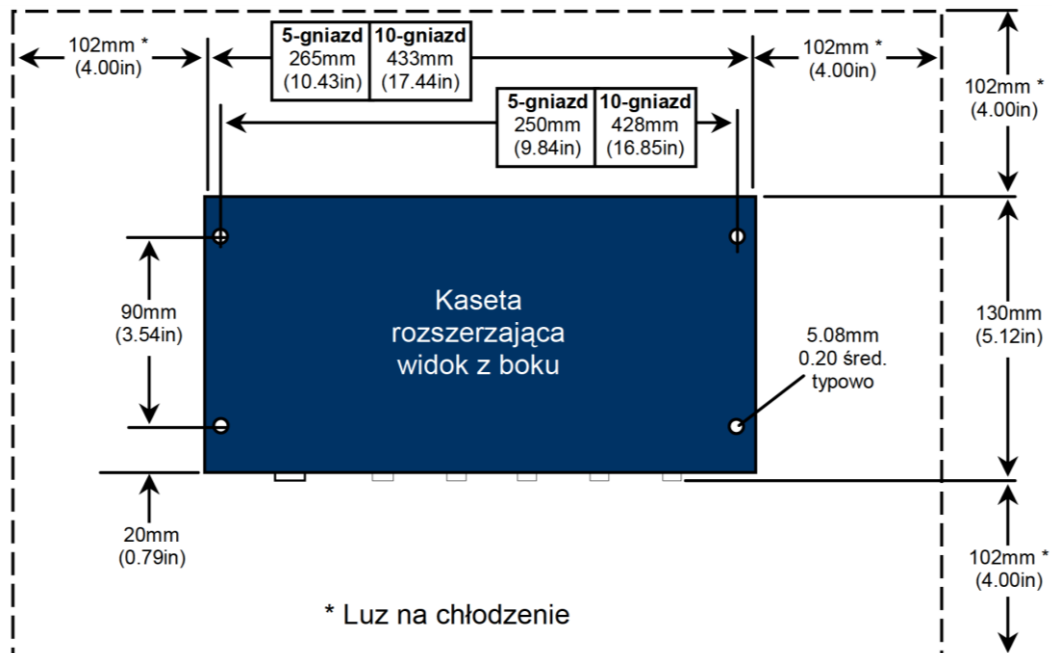 102mm *
(4.00in)
5-gniazd 10-gniazd
265mm 433mm
(10.43in) (17.44in)
102mm *
(4.00in)
102mm *
(4.00in)
5-gniazd 10-gniazd
250mm 428mm
(9.84in) (16.85in)
90mm
(3.54in)
Kaseta
rozszerzająca
widok z boku
5.08mm
0.20 śred.
typowo
130mm
(5.12in)
20mm
(0.79in)
102mm *
(4.00in)
* Luz na chłodzenie